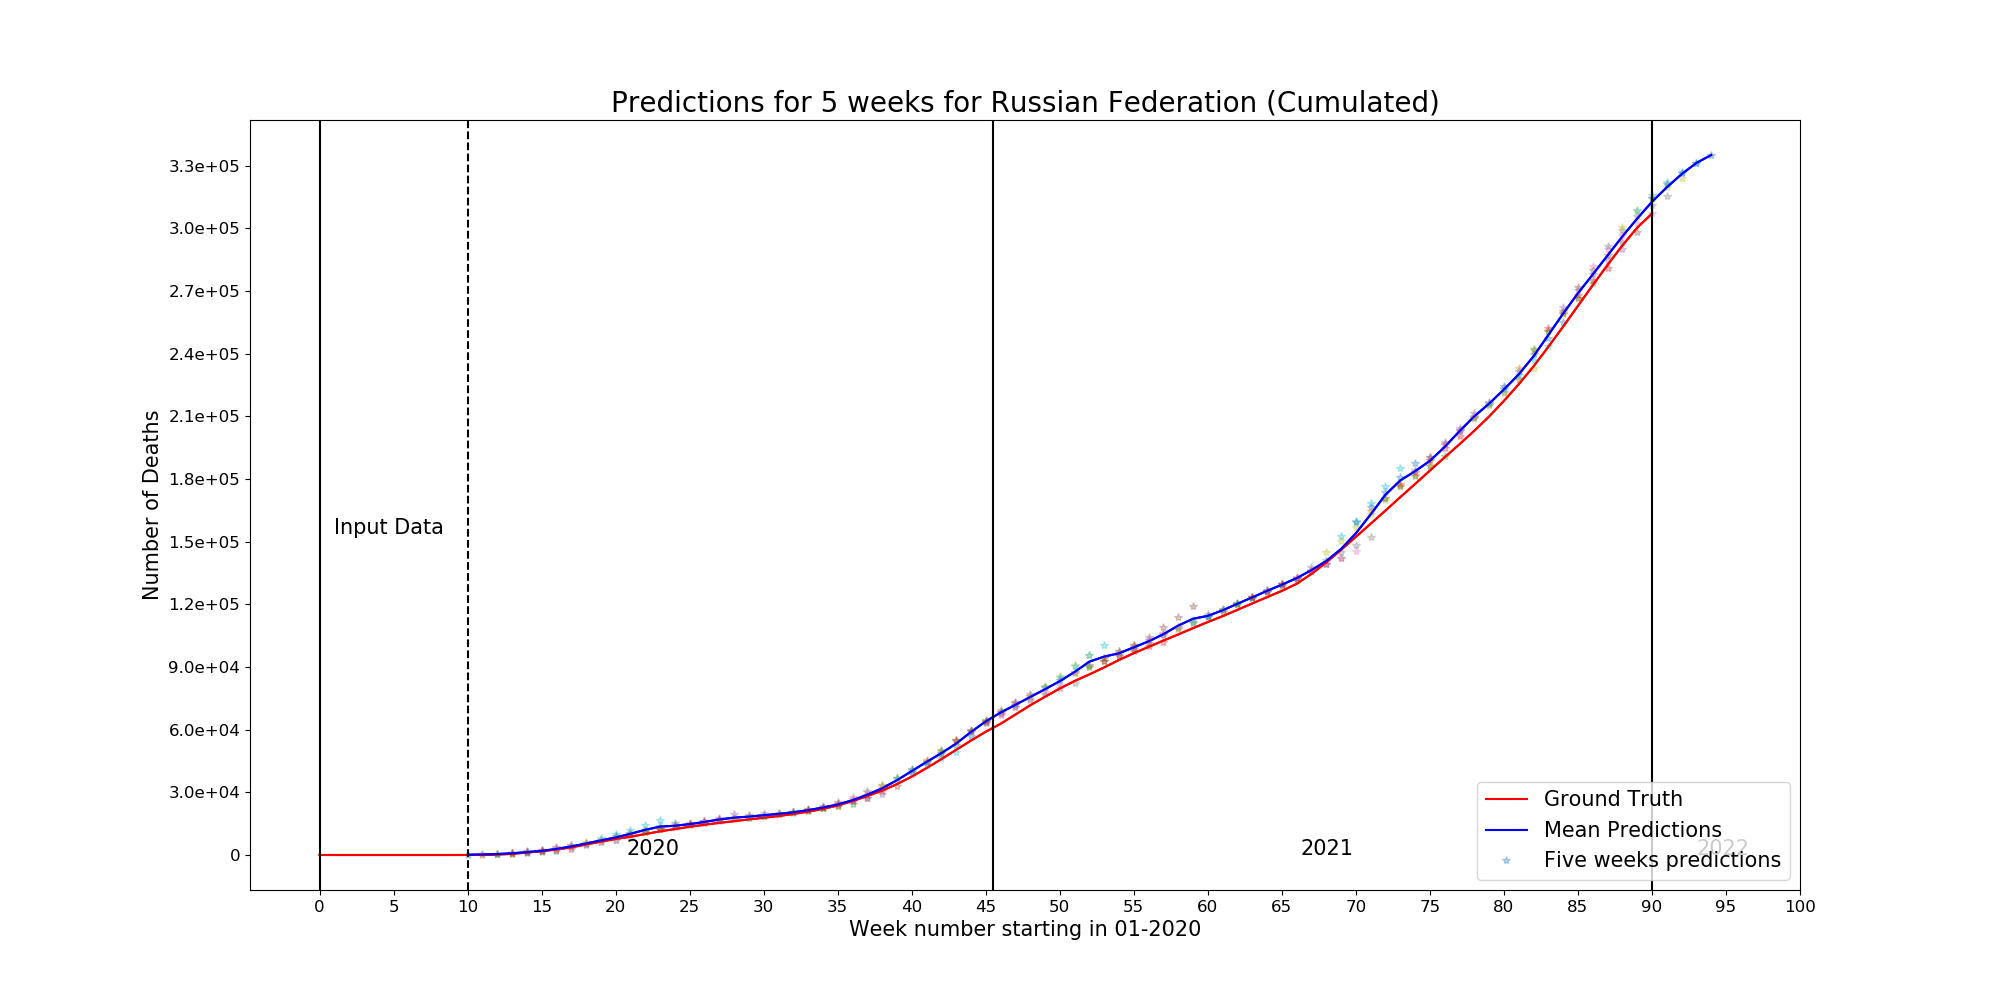 Predictions for 5 weeks for Russian Federation (Cumulated)
3.3e+05
3.0e+05
2.7e+05
2.4e+05
2.1e+05
1.8e+05
1.5e+05
1.2e+05
9.0e+04
6.0e+04
3.0e+04
0
Number of Deaths
Input Data
2020
2021
2022
Ground Truth
Mean Predictions
Five weeks predictions
0 5 10 15 20 25 30 35 40 45 50 55 60 65 70 75 80 85 90 95 100
Week number starting in 01-2020